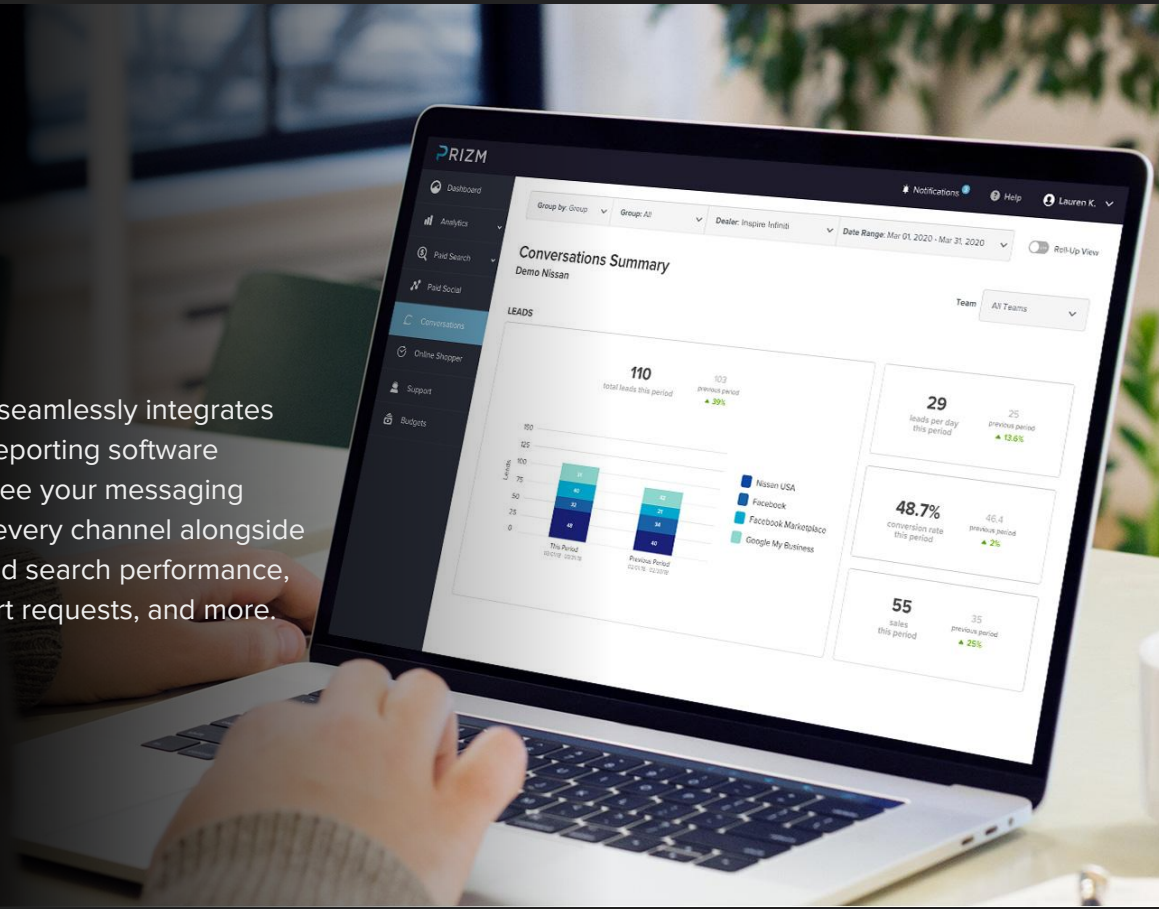 PRIZM
Notifications
Help
Lauren K.
Dashboard
Analytics
Paid Search
Paid Social
Conversations
Online Shopper
Support
Budgets
Group by: Group
Group: All
Dealer: Inspire Infiniti
Date Range: Mar 01, 2020 - Mar 31, 2020
Roll-Up View
Conversations Summary
Demo Nissan
Team
All Teams
LEADS
110
total leads this period
103
previous period
▲ 39%
150
125
100
75
50
25
0
Leads
32
48
34
40
This Period
Previous Period
Nissan USA
Facebook
Facebook Marketplace
Google My Business
29
leads per day
this period
25
previous period
▲ 13.6%
48.7%
conversion rate
this period
46.4
previous period
▲ 2%
55
sales
this period
35
previous period
▲ 25%
seamlessly integrates
eporting software
ee your messaging
every channel alongside
d search performance,
rt requests, and more.